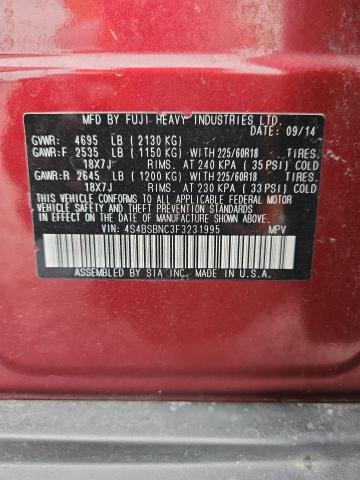 MFD BY FUJI HEAVY INDUSTRIES LTD.
DATE: 09/14
GVWR: 4695 LB (2130 KG)
GAWR:F 2535 LB (1150 KG) WITH 225/60R18 TIRES,
18X7J RIMS, AT 240 KPA (35 PSI) COLD
GAWR:R 2645 LB (1200 KG) WITH 225/60R18 TIRES,
18X7J RIMS, AT 230 KPA (33 PSI) COLD
THIS VEHICLE CONFORMS TO ALL APPLICABLE FEDERAL MOTOR
VEHICLE SAFETY AND THEFT PREVENTION STANDARDS IN
EFFECT ON THE DATE OF MANUFACTURE SHOWN ABOVE.
VIN: 4S4BSBNC3F3231995 MPV
ASSEMBLED BY SIA INC. MADE IN U.S.A.